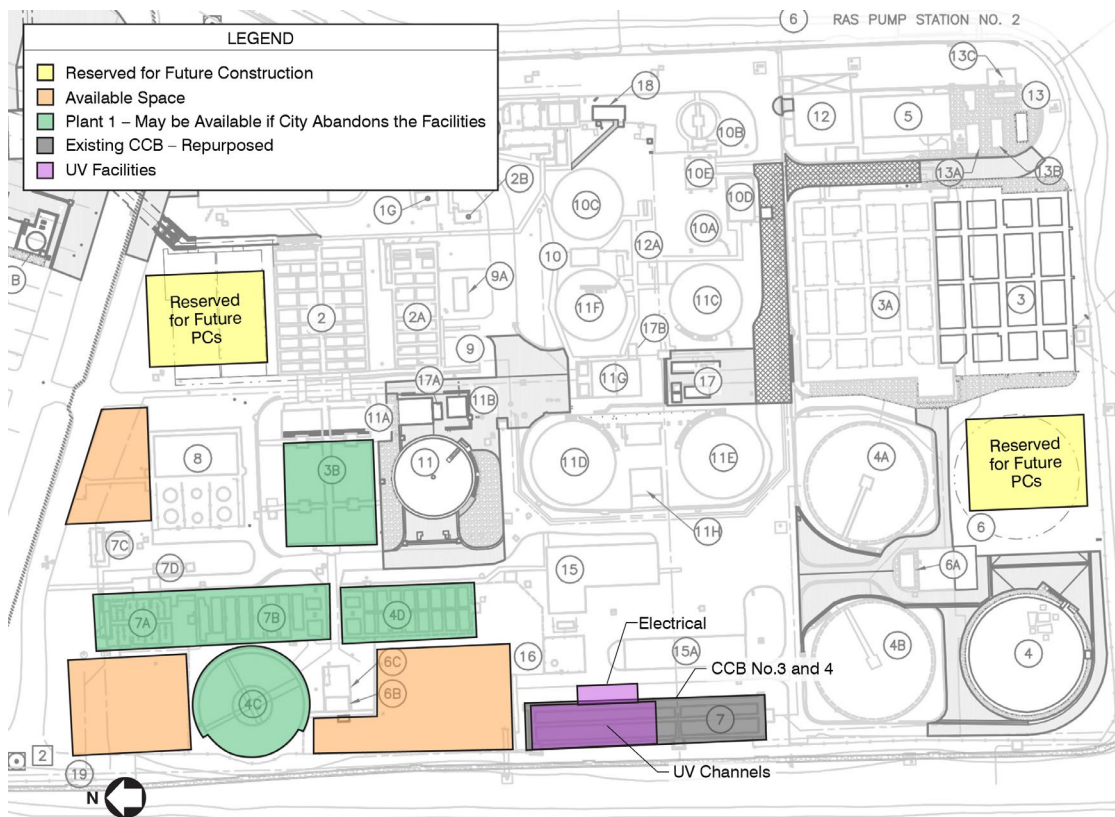 6 RAS PUMP STATION NO. 2
LEGEND
Reserved for Future Construction
Available Space
Plant 1 – May be Available if City Abandons the Facilities
Existing CCB – Repurposed
UV Facilities
13C
18
13
12
5
10B
2B
10E
13A
13B
1G
10C
10D
10A
12A
B
10
9A
Reserved
for Future
PCs
2
2A
11F
11C
3A
3
17B
9
17A
11G
17
11B
11A
Reserved
for Future
PCs
8
3B
11
11D
11E
4A
11H
6
7C
7D
15
6A
7A
7B
4D
Electrical
16
15A
4B
4
6C
CCB No.3 and 4
4C
6B
7
2
UV Channels
19
N